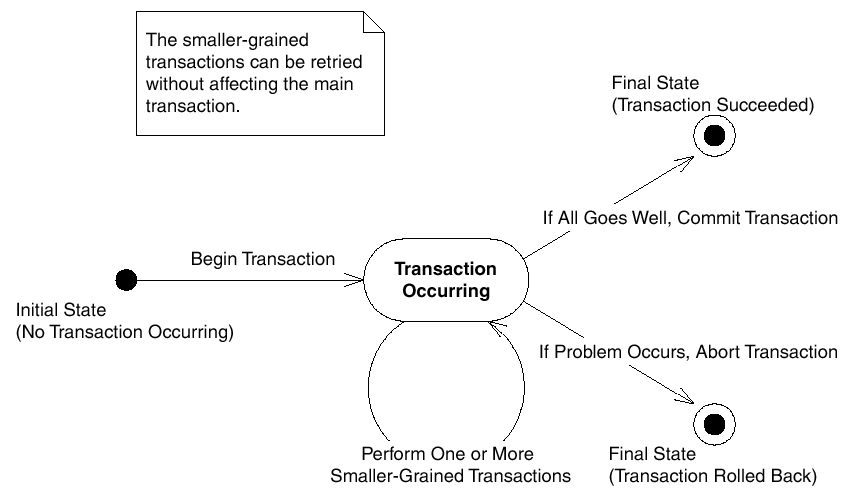 The smaller-grained
transactions can be retried
without affecting the main
transaction.
Final State
(Transaction Succeeded)
If All Goes Well, Commit Transaction
Begin Transaction
Transaction
Occurring
Initial State
(No Transaction Occurring)
If Problem Occurs, Abort Transaction
Perform One or More
Smaller-Grained Transactions
Final State
(Transaction Rolled Back)